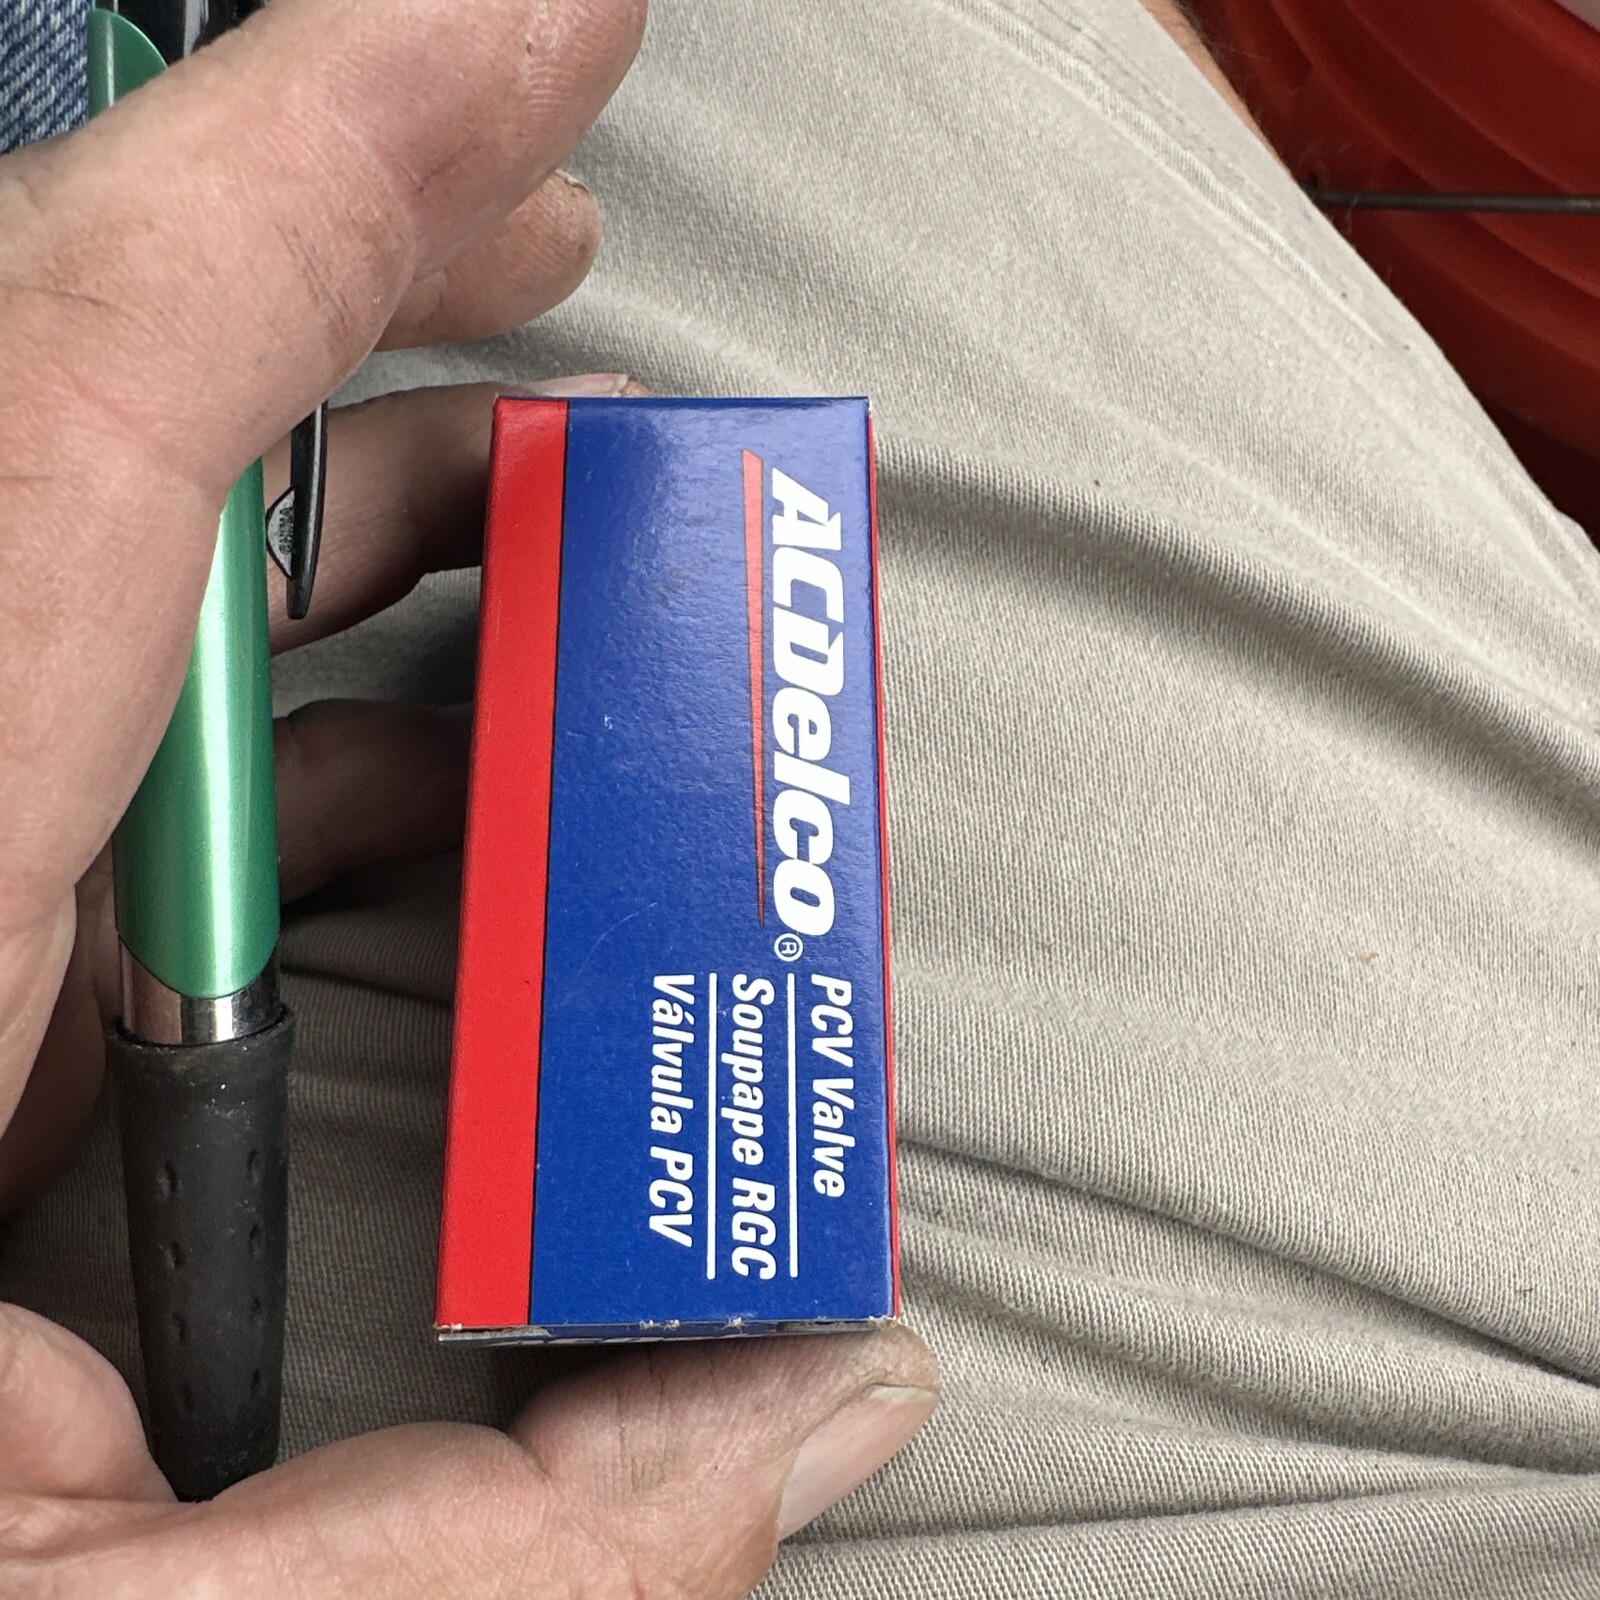 ACDelco®
PCV Valve
Soupape RGC
Válvula PCV